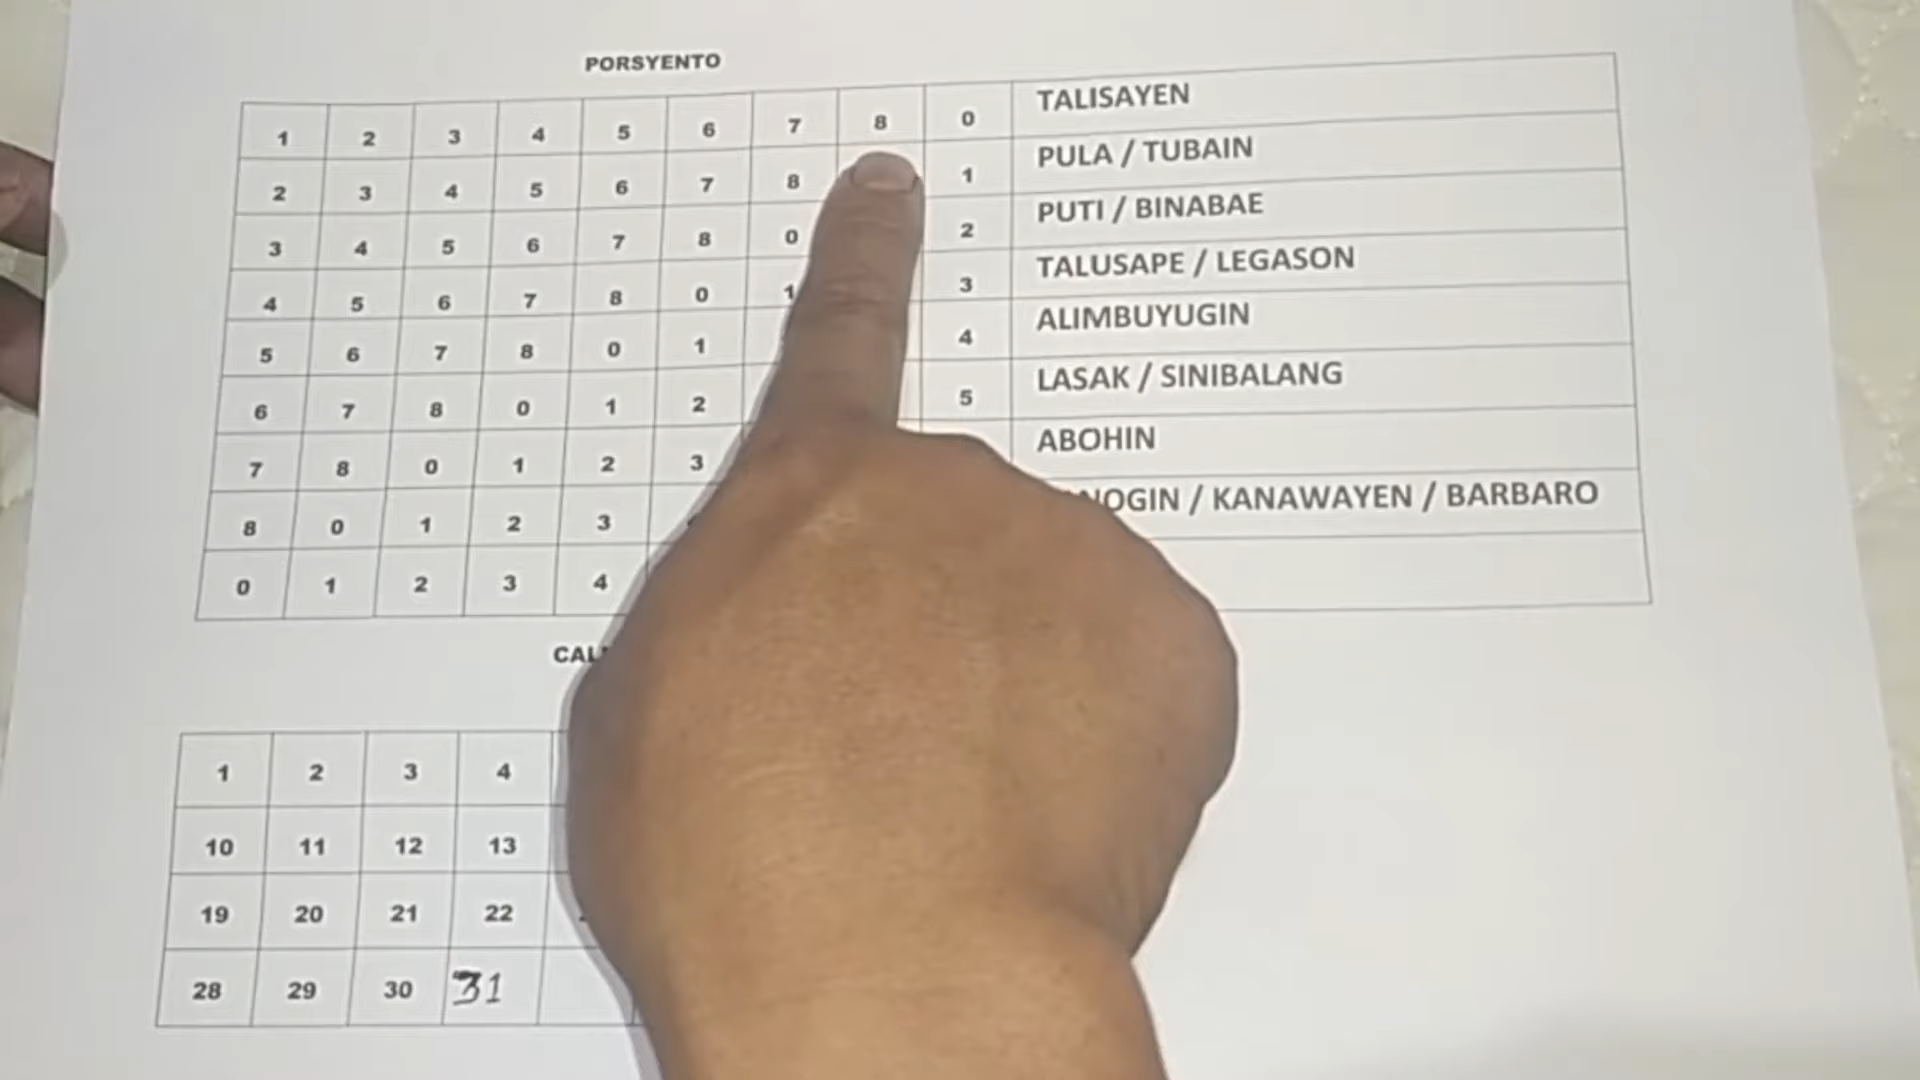 PORSYENTO
1 2 3 4 5 6 7 8 0 TALISAYEN
2 3 4 5 6 7 8 1 PULA / TUBAIN
3 4 5 6 7 8 0 2 PUTI / BINABAE
4 5 6 7 8 0 1 3 TALUSAPE / LEGASON
5 6 7 8 0 1 4 ALIMBUYUGIN
6 7 8 0 1 2 5 LASAK / SINIBALANG
7 8 0 1 2 3 ABOHIN
8 0 1 2 3 / KANAWAYEN / BARBARO
0 1 2 3 4
1 2 3 4
10 11 12 13
19 20 21 22
28 29 30 31